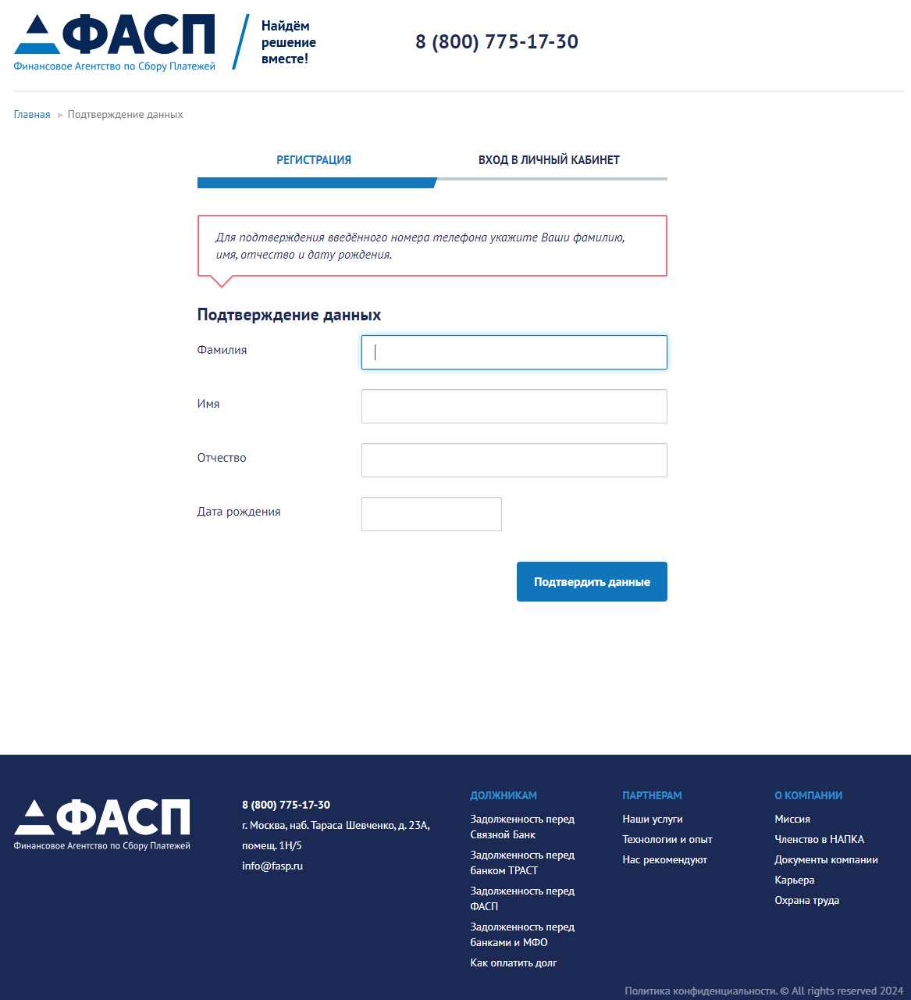 ФАСП
Финансовое Агентство по Сбору Платежей
Найдём
решение
вместе!
8 (800) 775-17-30
Главная
Подтверждение данных
РЕГИСТРАЦИЯ
ВХОД В ЛИЧНЫЙ КАБИНЕТ
Для подтверждения введённого номера телефона укажите Ваши фамилию,
имя, отчество и дату рождения.
Подтверждение данных
Фамилия
Имя
Отчество
Дата рождения
Подтвердить данные
ФАСП
Финансовое Агентство по Сбору Платежей
8 (800) 775-17-30
г. Москва, наб. Тараса Шевченко, д. 23А,
помещ. 1Н/5
info@fasp.ru
ДОЛЖНИКАМ
Задолженность перед
Связной Банк
Задолженность перед
банком ТРАСТ
Задолженность перед
ФАСП
Задолженность перед
банками и МФО
Как оплатить долг
ПАРТНЕРАМ
Наши услуги
Технологии и опыт
Нас рекомендуют
О КОМПАНИИ
Миссия
Членство в НАПКА
Документы компании
Карьера
Охрана труда
Политика конфиденциальности. © All rights reserved 2024